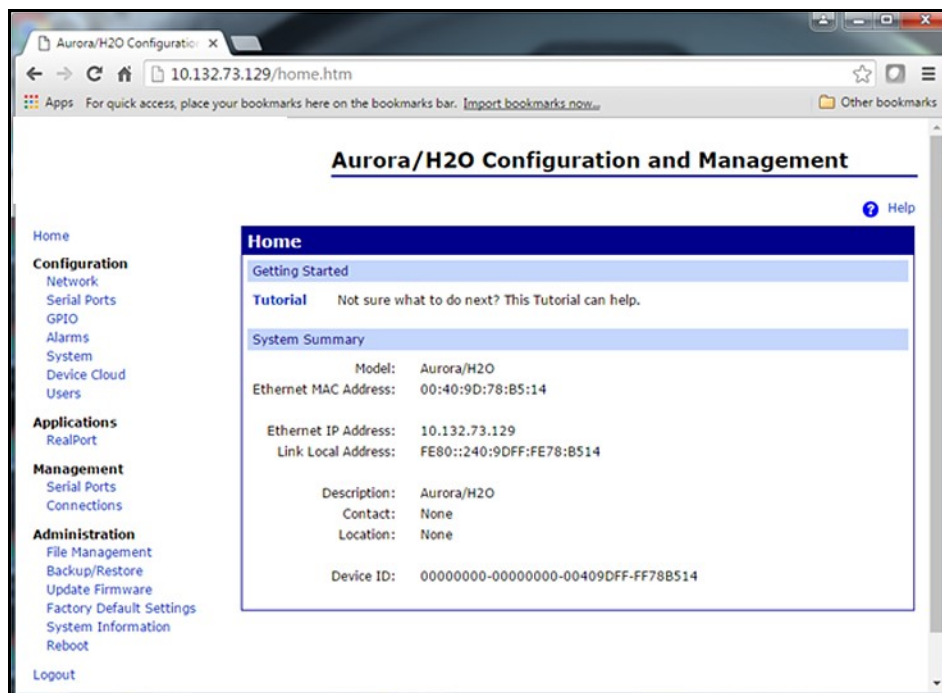 Aurora/H2O Configuratio
10.132.73.129/home.htm
Apps For quick access, place your bookmarks here on the bookmarks bar. Import bookmarks now... Other bookmarks
Aurora/H2O Configuration and Management
Help
Home
Configuration
Network
Serial Ports
GPIO
Alarms
System
Device Cloud
Users
Applications
RealPort
Management
Serial Ports
Connections
Administration
File Management
Backup/Restore
Update Firmware
Factory Default Settings
System Information
Reboot
Logout
Home
Getting Started
Tutorial Not sure what to do next? This Tutorial can help.
System Summary
Model: Aurora/H2O
Ethernet MAC Address: 00:40:9D:78:B5:14
Ethernet IP Address: 10.132.73.129
Link Local Address: FE80::240:9DFF:FE78:B514
Description: Aurora/H2O
Contact: None
Location: None
Device ID: 00000000-00000000-00409DFF-FF78B514